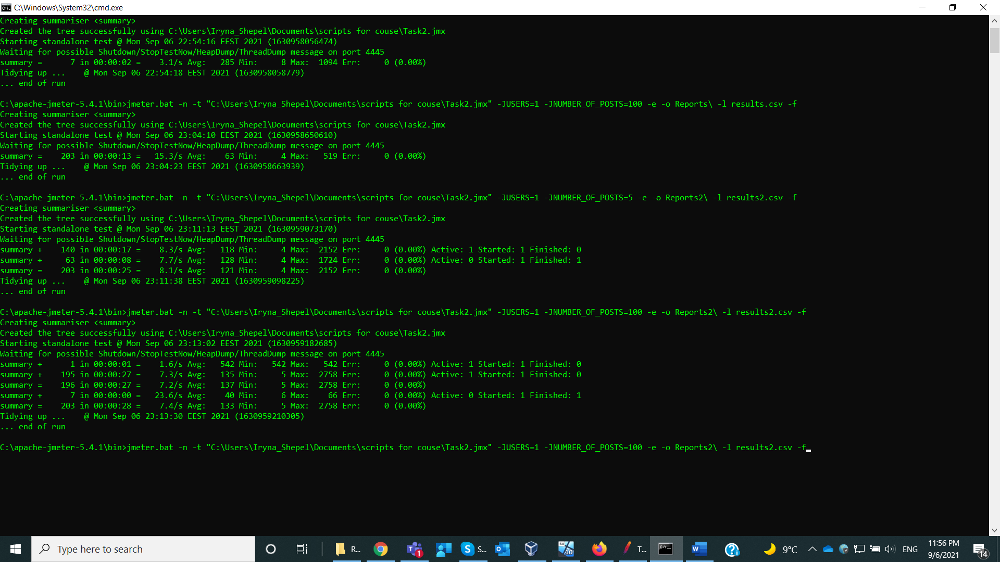 C:\Windows\System32\cmd.exe
Creating summariser <summary>
Created the tree successfully using C:\Users\Iryna_Shepel\Documents\scripts for couse\Task2.jmx
Starting standalone test @ Mon Sep 06 22:54:16 EEST 2021 (1630958056474)
Waiting for possible Shutdown/StopTestNow/HeapDump/ThreadDump message on port 4445
summary =      7 in 00:00:02 =    3.1/s Avg:   285 Min:     8 Max:  1094 Err:     0 (0.00%)
Tidying up ...    @ Mon Sep 06 22:54:18 EEST 2021 (1630958058779)
... end of run
C:\apache-jmeter-5.4.1\bin>jmeter.bat -n -t "C:\Users\Iryna_Shepel\Documents\scripts for couse\Task2.jmx" -JUSERS=1 -JNUMBER_OF_POSTS=100 -e -o Reports\ -l results.csv -f
Creating summariser <summary>
Created the tree successfully using C:\Users\Iryna_Shepel\Documents\scripts for couse\Task2.jmx
Starting standalone test @ Mon Sep 06 23:04:10 EEST 2021 (1630958650610)
Waiting for possible Shutdown/StopTestNow/HeapDump/ThreadDump message on port 4445
summary =    203 in 00:00:13 =   15.3/s Avg:    63 Min:     4 Max:   519 Err:     0 (0.00%)
Tidying up ...    @ Mon Sep 06 23:04:23 EEST 2021 (1630958663939)
... end of run
C:\apache-jmeter-5.4.1\bin>jmeter.bat -n -t "C:\Users\Iryna_Shepel\Documents\scripts for couse\Task2.jmx" -JUSERS=1 -JNUMBER_OF_POSTS=5 -e -o Reports2\ -l results2.csv -f
Creating summariser <summary>
Created the tree successfully using C:\Users\Iryna_Shepel\Documents\scripts for couse\Task2.jmx
Starting standalone test @ Mon Sep 06 23:11:13 EEST 2021 (1630959073170)
Waiting for possible Shutdown/StopTestNow/HeapDump/ThreadDump message on port 4445
summary +    140 in 00:00:17 =    8.3/s Avg:   118 Min:     4 Max:  2152 Err:     0 (0.00%) Active: 1 Started: 1 Finished: 0
summary +     63 in 00:00:08 =    7.7/s Avg:   128 Min:     4 Max:  1724 Err:     0 (0.00%) Active: 0 Started: 1 Finished: 1
summary =    203 in 00:00:25 =    8.1/s Avg:   121 Min:     4 Max:  2152 Err:     0 (0.00%)
Tidying up ...    @ Mon Sep 06 23:11:38 EEST 2021 (1630959098225)
... end of run
C:\apache-jmeter-5.4.1\bin>jmeter.bat -n -t "C:\Users\Iryna_Shepel\Documents\scripts for couse\Task2.jmx" -JUSERS=1 -JNUMBER_OF_POSTS=100 -e -o Reports2\ -l results2.csv -f
Creating summariser <summary>
Created the tree successfully using C:\Users\Iryna_Shepel\Documents\scripts for couse\Task2.jmx
Starting standalone test @ Mon Sep 06 23:13:02 EEST 2021 (1630959182685)
Waiting for possible Shutdown/StopTestNow/HeapDump/ThreadDump message on port 4445
summary +      1 in 00:00:01 =    1.6/s Avg:   542 Min:   542 Max:   542 Err:     0 (0.00%) Active: 1 Started: 1 Finished: 0
summary +    195 in 00:00:27 =    7.3/s Avg:   135 Min:     5 Max:  2758 Err:     0 (0.00%) Active: 1 Started: 1 Finished: 0
summary =    196 in 00:00:27 =    7.2/s Avg:   137 Min:     5 Max:  2758 Err:     0 (0.00%)
summary +      7 in 00:00:00 =   23.6/s Avg:    40 Min:     6 Max:    66 Err:     0 (0.00%) Active: 0 Started: 1 Finished: 1
summary =    203 in 00:00:28 =    7.4/s Avg:   133 Min:     5 Max:  2758 Err:     0 (0.00%)
Tidying up ...    @ Mon Sep 06 23:13:30 EEST 2021 (1630959210305)
... end of run
C:\apache-jmeter-5.4.1\bin>jmeter.bat -n -t "C:\Users\Iryna_Shepel\Documents\scripts for couse\Task2.jmx" -JUSERS=1 -JNUMBER_OF_POSTS=100 -e -o Reports2\ -l results2.csv -f
Type here to search R... 1 S... 64 10 T... 9°C ENG 11:56 PM 14
9/6/2021